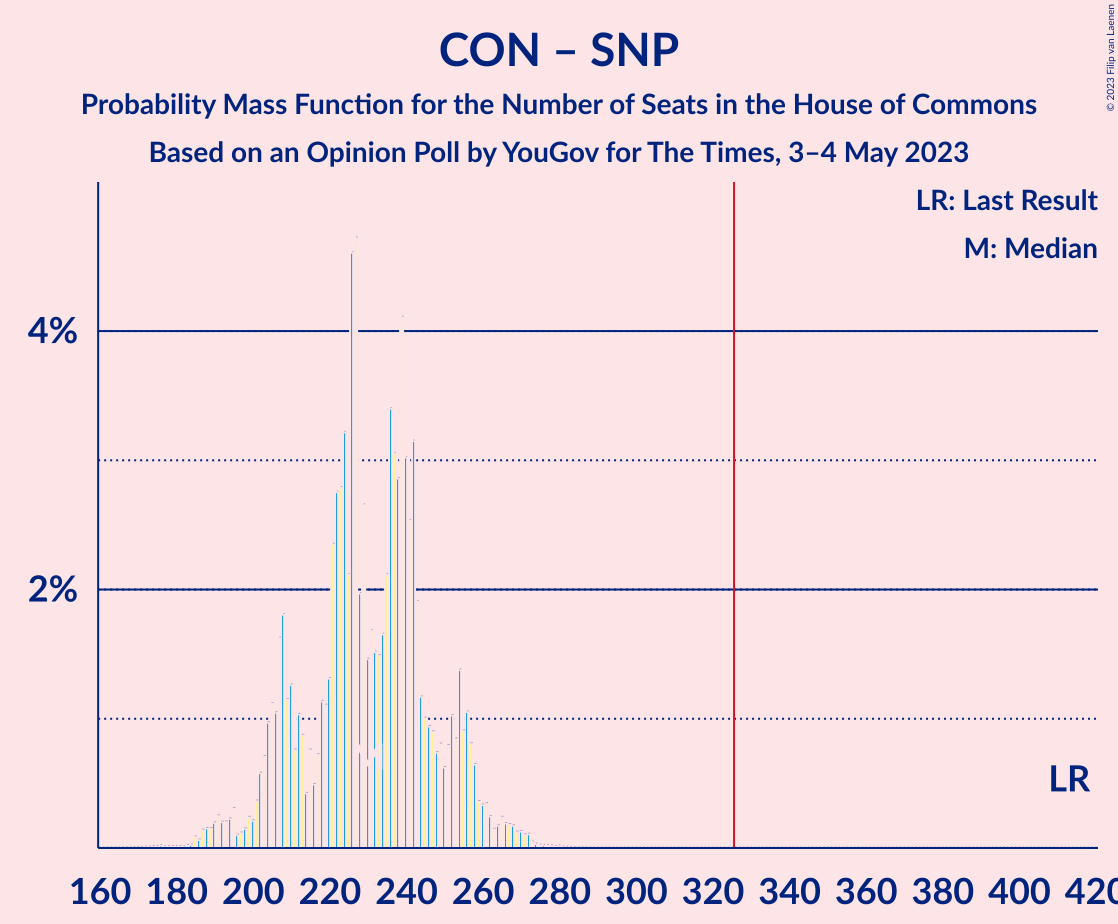 CON – SNP
Probability Mass Function for the Number of Seats in the House of Commons
Based on an Opinion Poll by YouGov for The Times, 3–4 May 2023
© 2023 Filip van Laenen
LR: Last Result
M: Median
4%
2%
LR
160 180 200 220 240 260 280 300 320 340 360 380 400 420